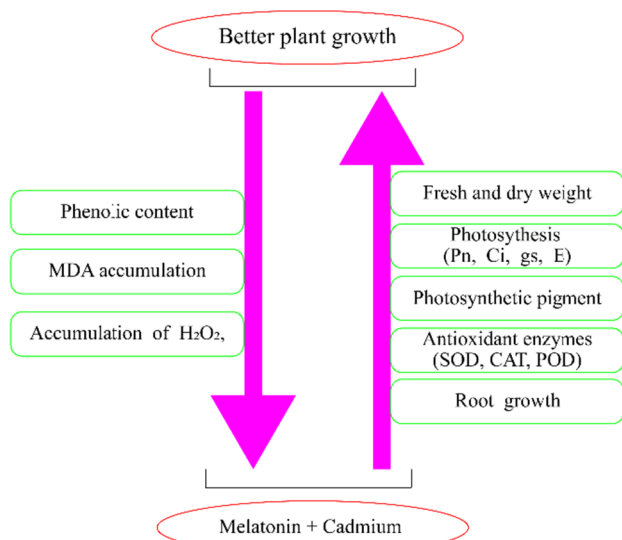 Better plant growth
Phenolic content
MDA accumulation
Accumulation of H₂O₂,
Fresh and dry weight
Photosythesis
(Pn, Ci, gs, E)
Photosynthetic pigment
Antioxidant enzymes
(SOD, CAT, POD)
Root growth
Melatonin + Cadmium